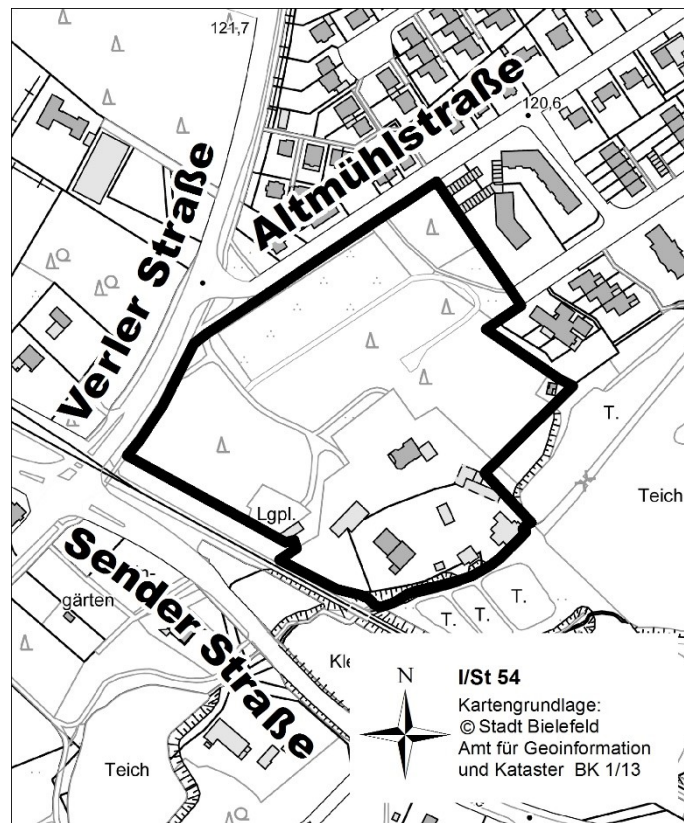 121,7
Altmühlstraße
120,6
Verler Straße
T.
Teich
Lgpl.
Sender Straße
gärten
T.
T.
T.
Kle
N
I/St 54
Kartengrundlage:
© Stadt Bielefeld
Amt für Geoinformation
und Kataster BK 1/13
Teich